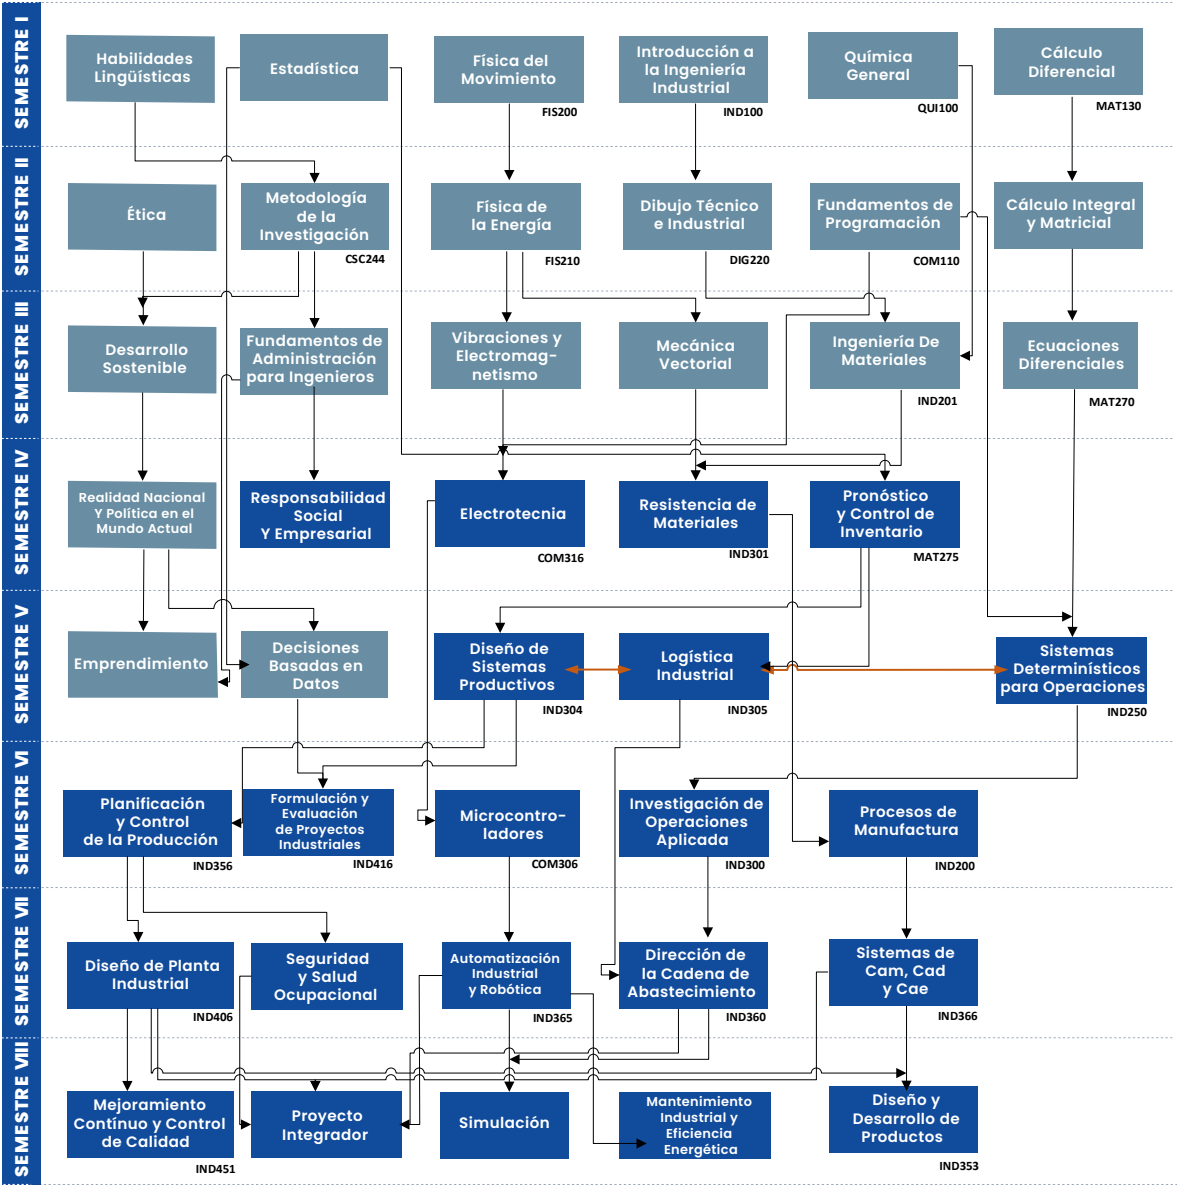 SEMESTRE I
Habilidades
Lingüísticas
Estadística
Física del
Movimiento
FIS200
Introducción a
la Ingeniería
Industrial
IND100
Química
General
QUI100
Cálculo
Diferencial
MAT130
SEMESTRE II
Ética
Metodología
de la
Investigación
CSC244
Física de
la Energía
FIS210
Dibujo Técnico
e Industrial
DIG220
Fundamentos de
Programación
COM110
Cálculo Integral
y Matricial
SEMESTRE III
Desarrollo
Sostenible
Fundamentos de
Administración
para Ingenieros
Vibraciones y
Electromag-
netismo
Mecánica
Vectorial
Ingeniería De
Materiales
IND201
Ecuaciones
Diferenciales
MAT270
SEMESTRE IV
Realidad Nacional
Y Política en el
Mundo Actual
Responsabilidad
Social
Y Empresarial
Electrotecnia
COM316
Resistencia de
Materiales
IND301
Pronóstico
y Control de
Inventario
MAT275
SEMESTRE V
Emprendimiento
Decisiones
Basadas en
Datos
Diseño de
Sistemas
Productivos
IND304
Logística
Industrial
IND305
Sistemas
Determinísticos
para Operaciones
IND250
SEMESTRE VI
Planificación
y Control
de la Producción
IND356
Formulación y
Evaluación
de Proyectos
Industriales
IND416
Microcontro-
ladores
COM306
Investigación de
Operaciones
Aplicada
IND300
Procesos de
Manufactura
IND200
SEMESTRE VII
Diseño de Planta
Industrial
IND406
Seguridad
y Salud
Ocupacional
Automatización
Industrial
y Robótica
IND365
Dirección de
la Cadena de
Abastecimiento
IND360
Sistemas de
Cam, Cad
y Cae
IND366
SEMESTRE VIII
Mejoramiento
Contínuo y Control
de Calidad
IND451
Proyecto
Integrador
Simulación
Mantenimiento
Industrial y
Eficiencia
Energética
Diseño y
Desarrollo de
Productos
IND353